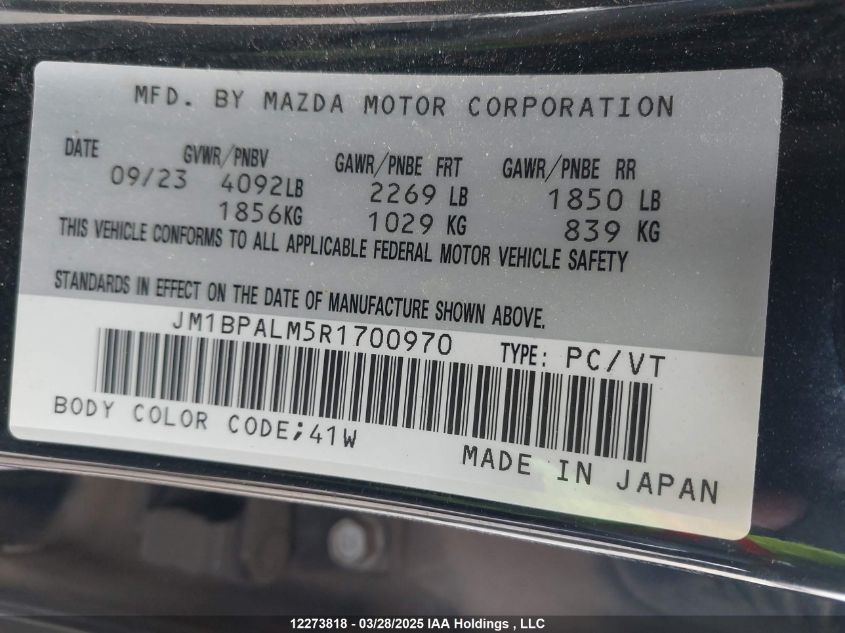 MFD. BY MAZDA MOTOR CORPORATION
DATE GVWR/PNBV GAWR/PNBE FRT GAWR/PNBE RR
09/23 4092LB 2269 LB 1850 LB
1856KG 1029 KG 839 KG
THIS VEHICLE CONFORMS TO ALL APPLICABLE FEDERAL MOTOR VEHICLE SAFETY
STANDARDS IN EFFECT ON THE DATE OF MANUFACTURE SHOWN ABOVE.
JM1BPALM5R1700970 TYPE: PC/VT
BODY COLOR CODE;41W
MADE IN JAPAN
12273818 - 03/28/2025 IAA Holdings , LLC